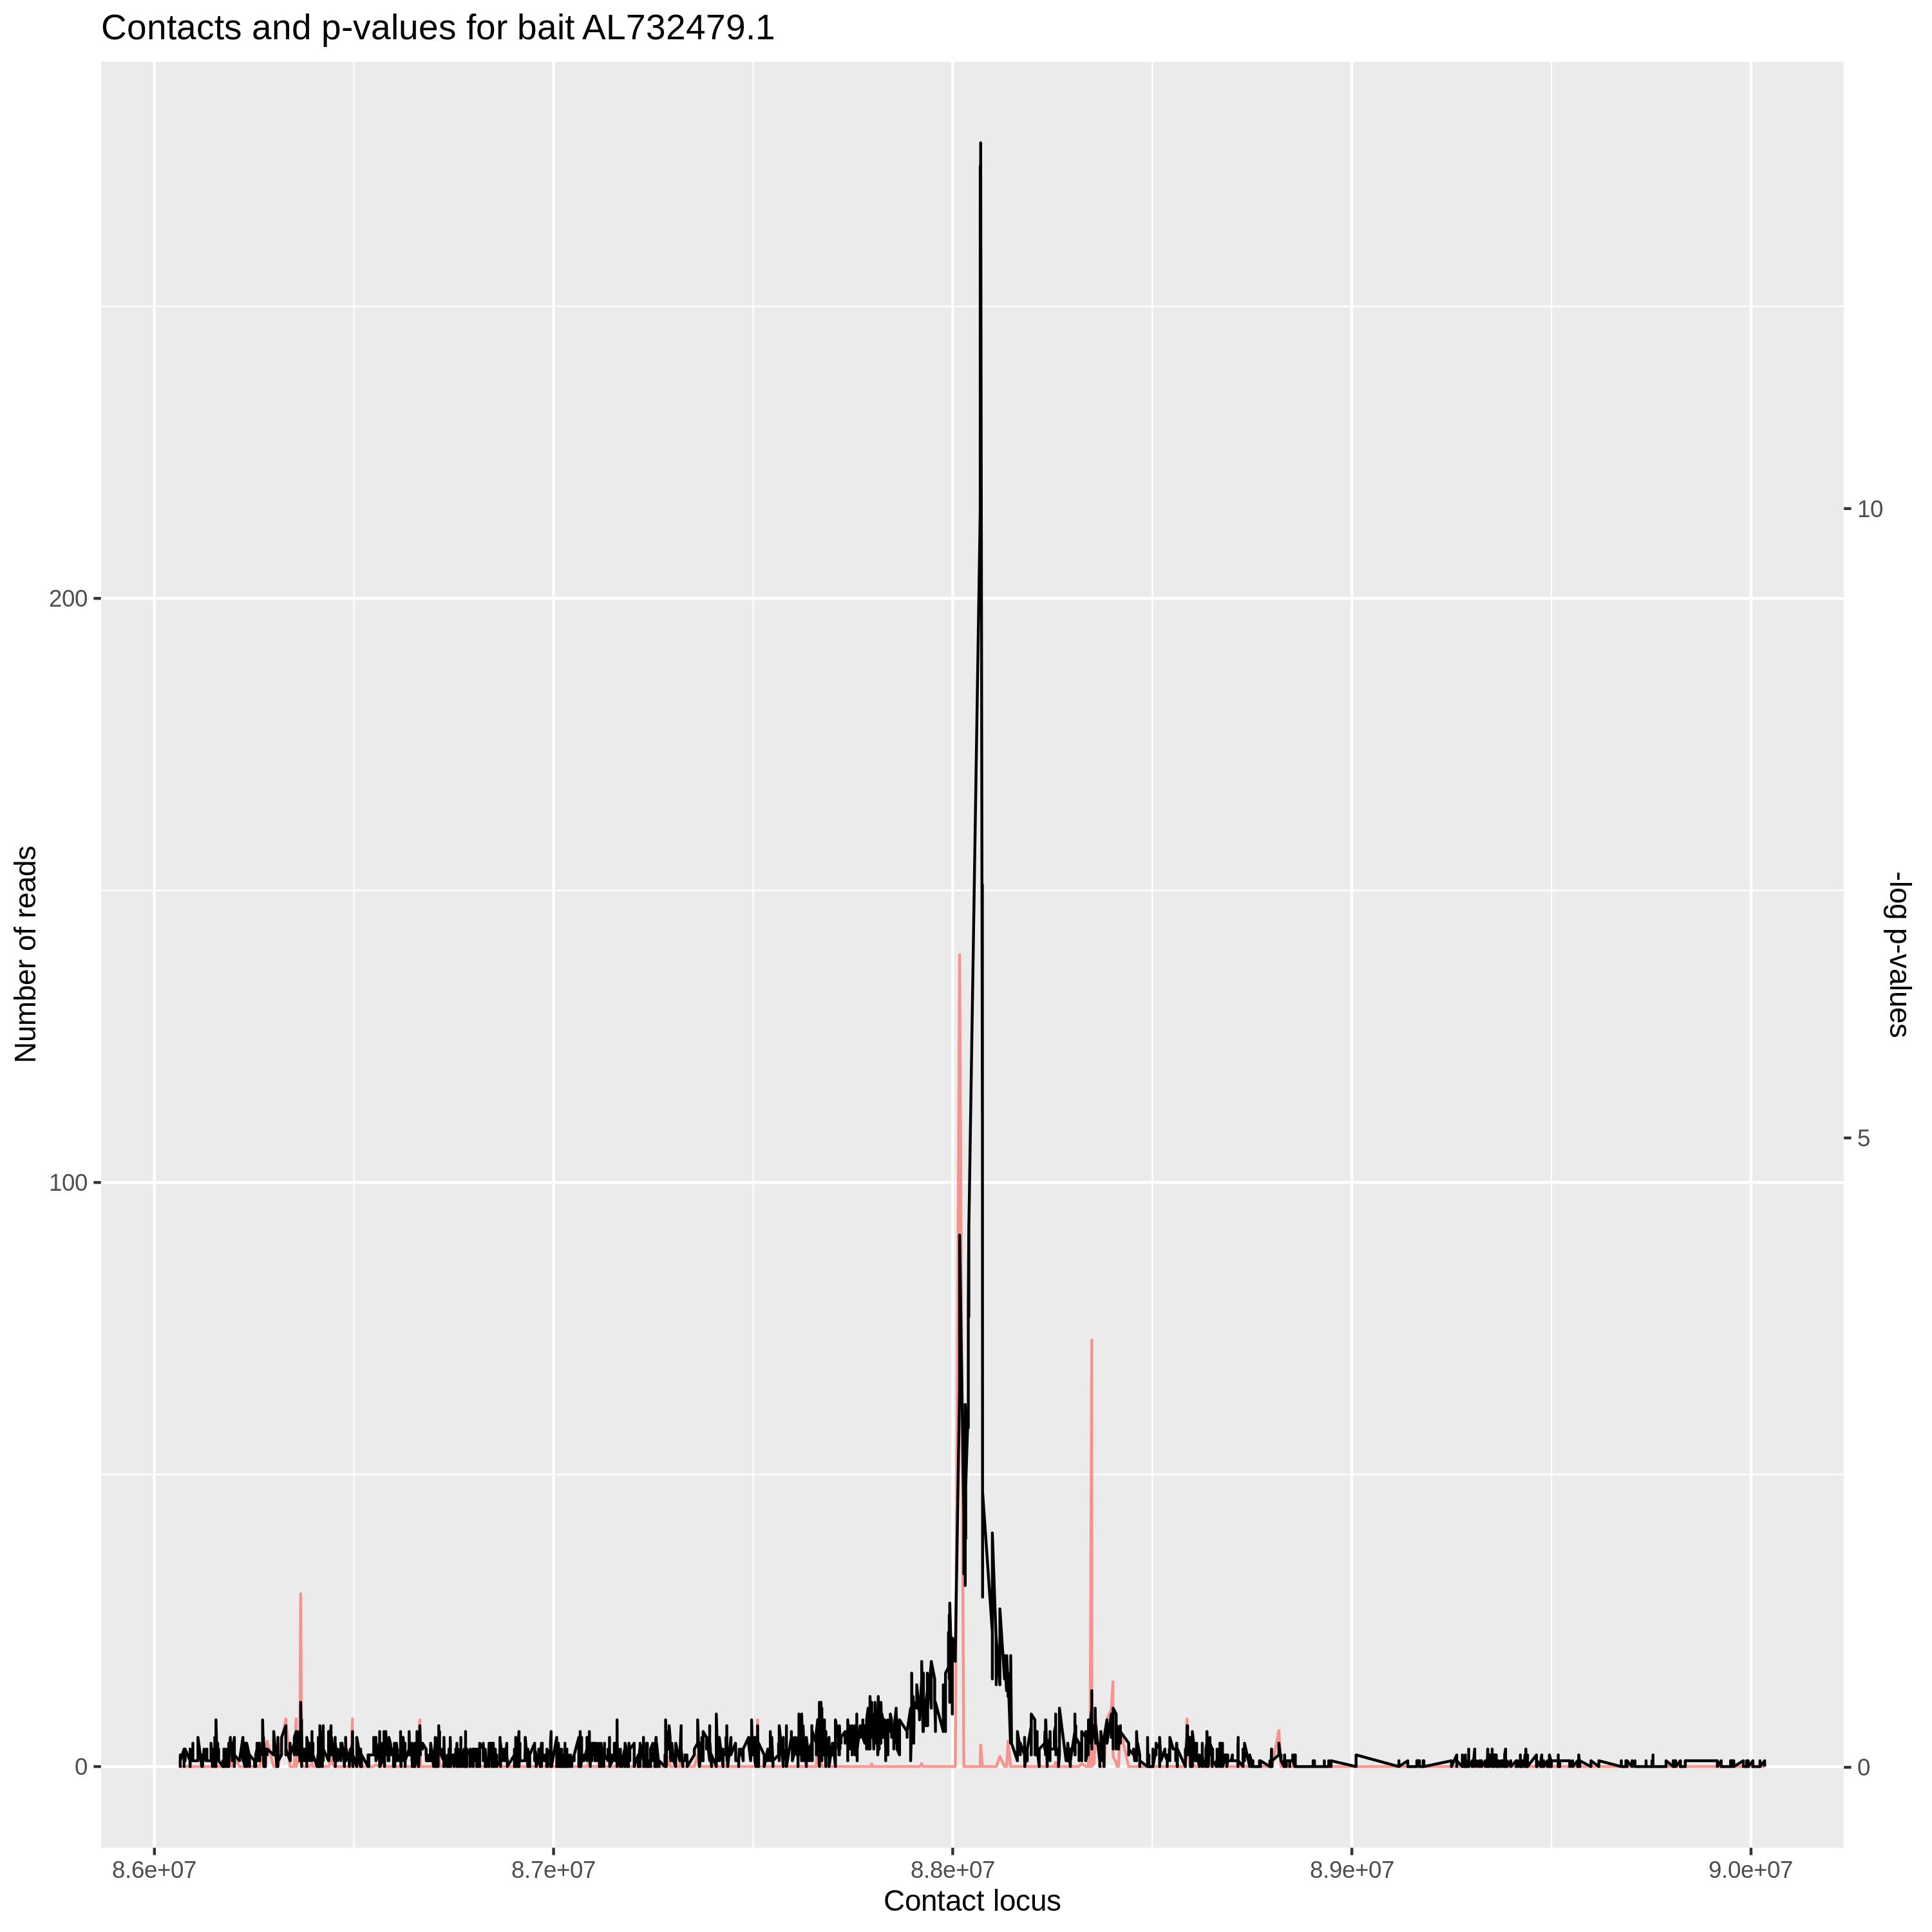 Contacts and p-values for bait AL732479.1
Number of reads
200
100
0
10
5
0
-log p-values
8.6e+07
8.7e+07
8.8e+07
8.9e+07
9.0e+07
Contact locus